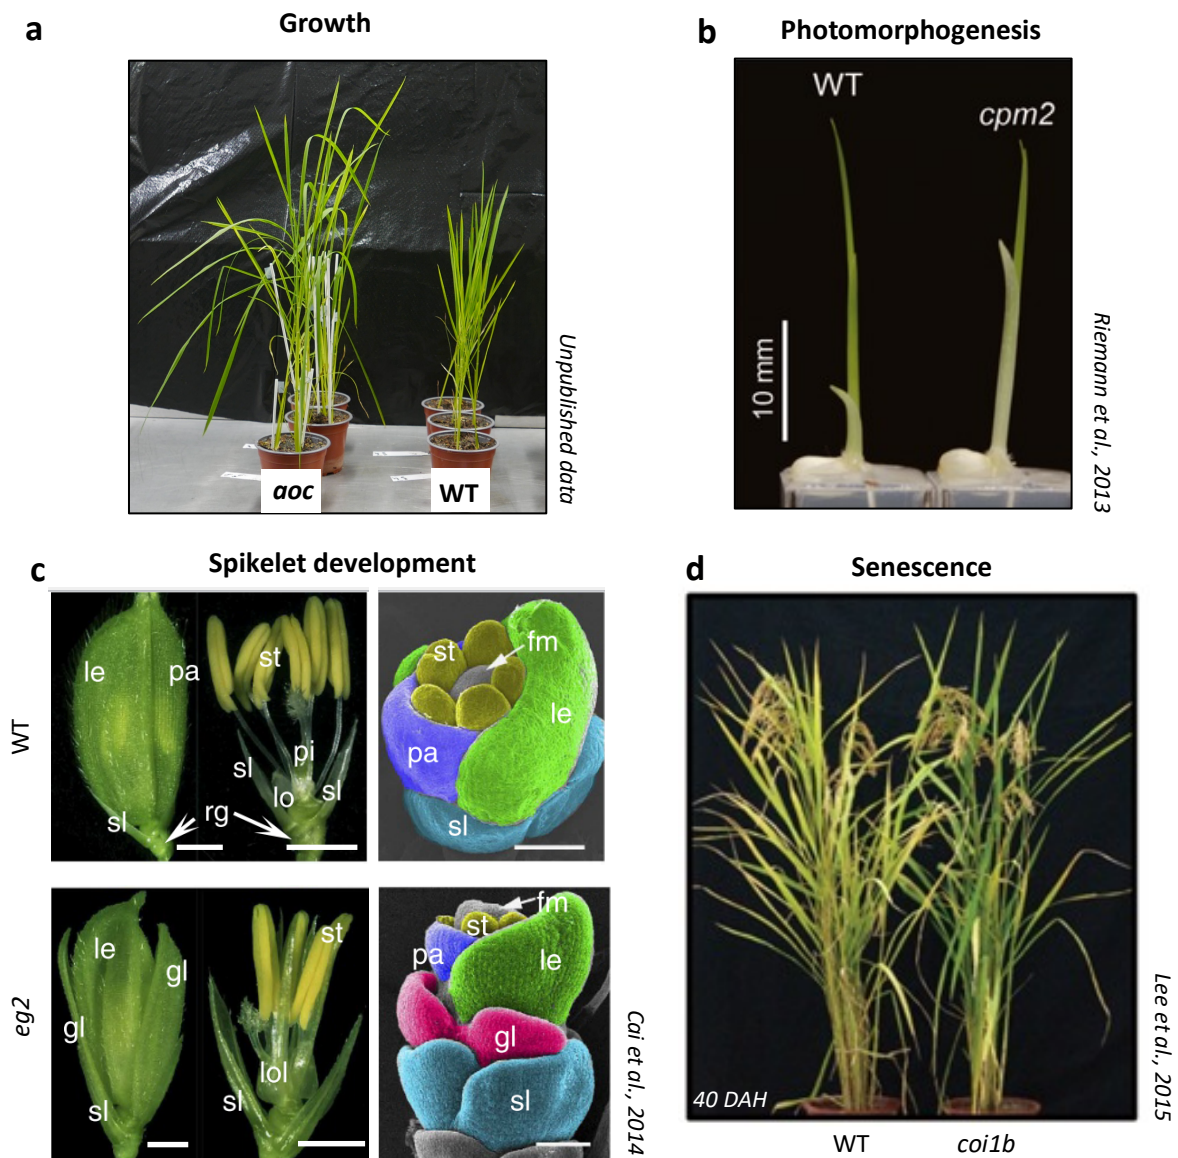 a
Growth
aoc
WT
Unpublished data
b
Photomorphogenesis
WT
cpm2
10 mm
Riemann et al., 2013
c
Spikelet development
WT
le
pa
sl
rg
st
pi
sl
lo
sl
st
fm
pa
le
sl
eg2
le
gl
gl
sl
st
lol
sl
fm
st
pa
le
gl
sl
Cai et al., 2014
d
Senescence
40 DAH
WT
coi1b
Lee et al., 2015